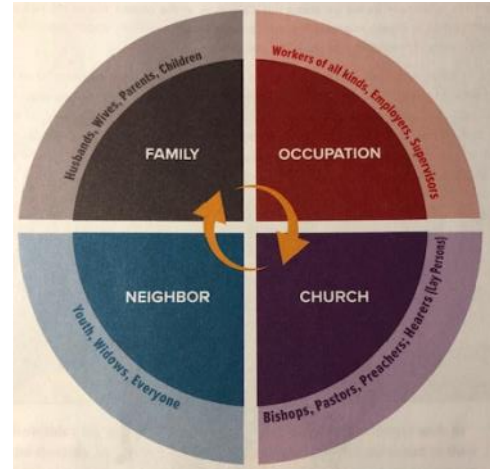 Husbands, Wives, Parents, Children
FAMILY
Workers of all kinds, Employers, Supervisors
OCCUPATION
NEIGHBOR
Youth, Widows, Everyone
CHURCH
Bishops, Pastors, Preachers; Hearers (Lay Persons)